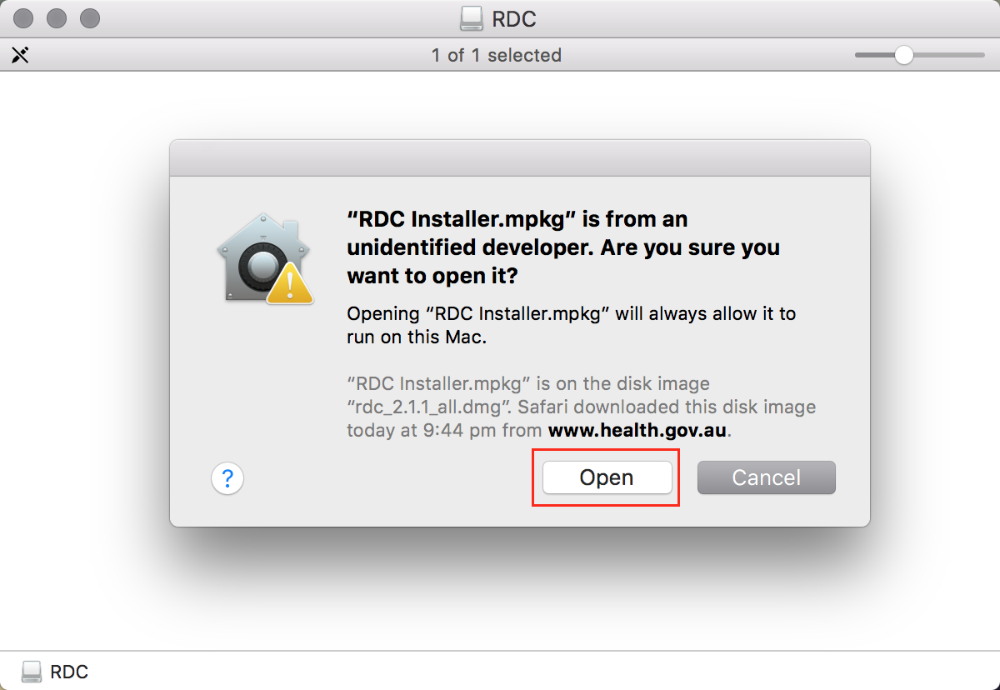 RDC
1 of 1 selected
“RDC Installer.mpkg” is from an
unidentified developer. Are you sure you
want to open it?
Opening “RDC Installer.mpkg” will always allow it to
run on this Mac.
“RDC Installer.mpkg” is on the disk image
“rdc_2.1.1_all.dmg”. Safari downloaded this disk image
today at 9:44 pm from www.health.gov.au.
?
Open
Cancel
RDC